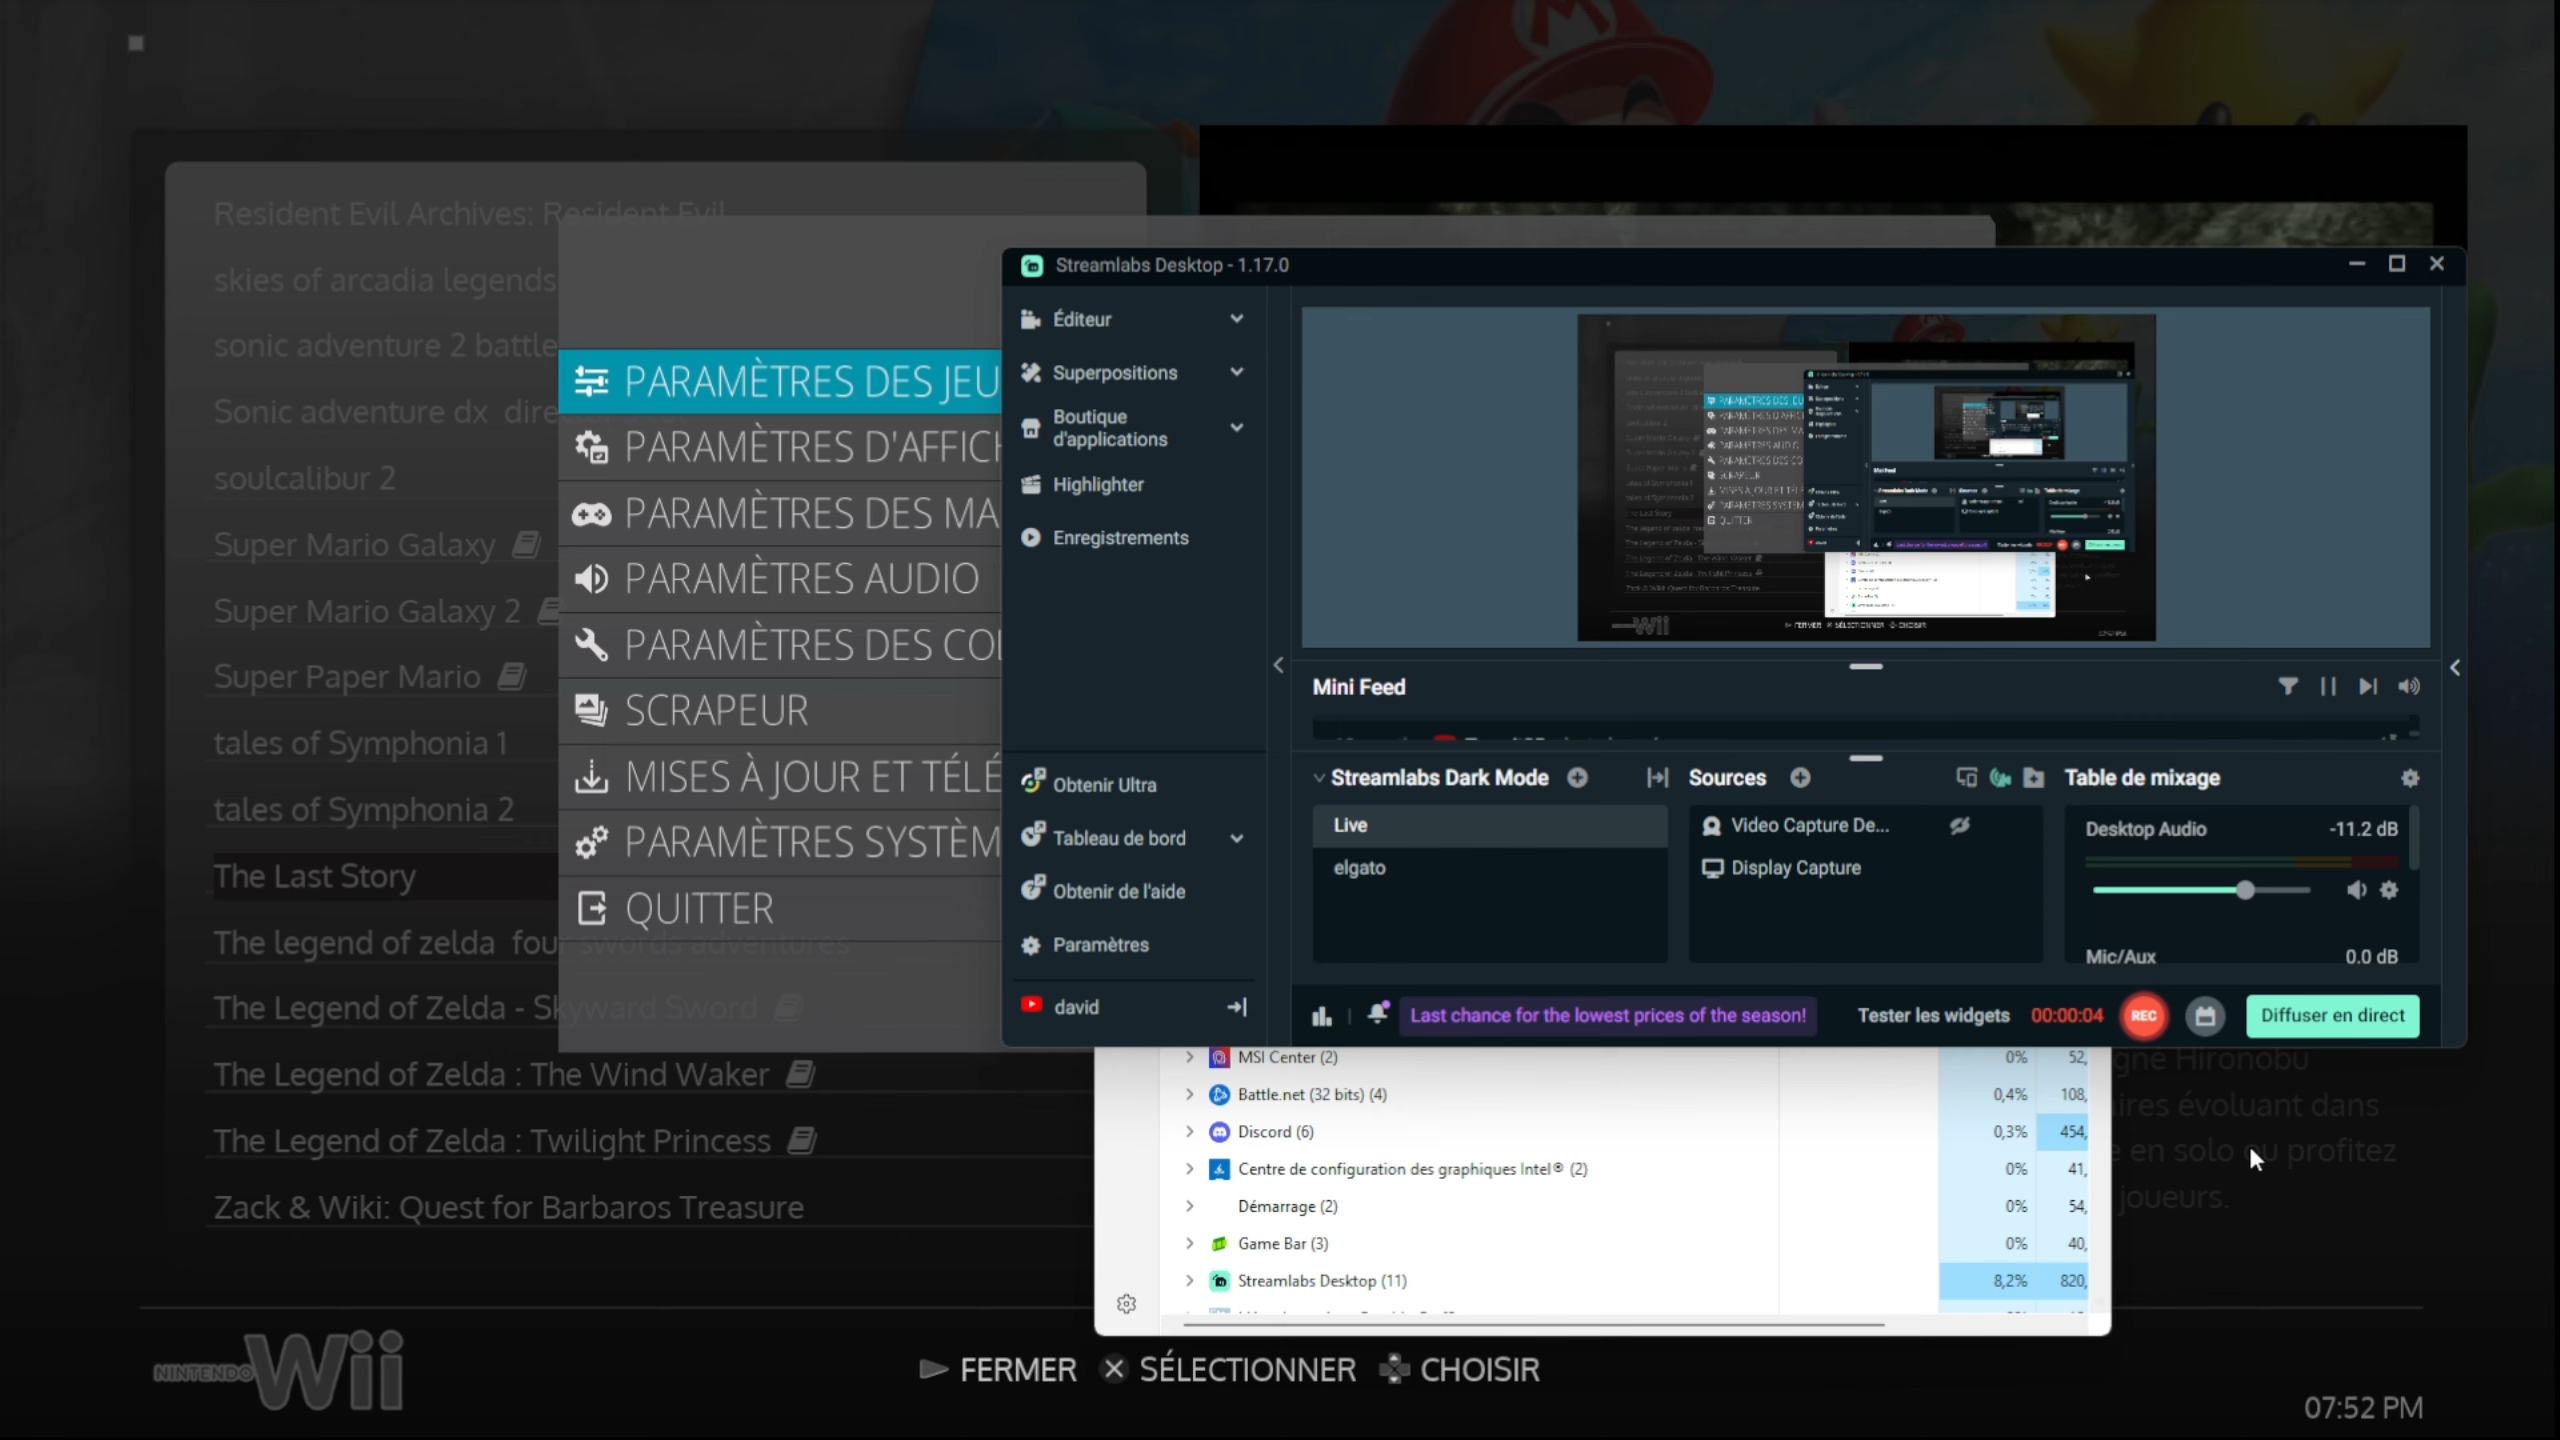 Resident Evil Archives: Resident Evil
skies of arcadia legends
sonic adventure 2 battle
Sonic adventure dx dire
soulcalibur 2
Super Mario Galaxy
Super Mario Galaxy 2
Super Paper Mario
tales of Symphonia 1
tales of Symphonia 2
The Last Story
The legend of zelda four swords adventures
The Legend of Zelda - Skyward Sword
The Legend of Zelda : The Wind Waker
The Legend of Zelda : Twilight Princess
Zack & Wiki: Quest for Barbaros Treasure
PARAMÈTRES DES JEU
PARAMÈTRES D'AFFICH
PARAMÈTRES DES MA
PARAMÈTRES AUDIO
PARAMÈTRES DES CO
SCRAPEUR
MISES À JOUR ET TÉLÉ
PARAMÈTRES SYSTÈM
QUITTER
Streamlabs Desktop - 1.17.0
Éditeur
Superpositions
Boutique
d'applications
Highlighter
Enregistrements
Obtenir Ultra
Tableau de bord
Obtenir de l'aide
Paramètres
david
Mini Feed
Streamlabs Dark Mode
Live
elgato
Sources
Video Capture De...
Display Capture
Table de mixage
Desktop Audio -11.2 dB
Mic/Aux 0.0 dB
Last chance for the lowest prices of the season!
Tester les widgets 00:00:04 REC Diffuser en direct
MSI Center (2) 0% 52,
Battle.net (32 bits) (4) 0,4% 108,
Discord (6) 0,3% 454,
Centre de configuration des graphiques Intel® (2) 0% 41,
Démarrage (2) 0% 54,
Game Bar (3) 0% 40,
Streamlabs Desktop (11) 8,2% 820,
gne Hironobu
ires évoluant dans
e en solo ou profitez
joueurs.
NINTENDO Wii
FERMER SÉLECTIONNER CHOISIR
07:52 PM